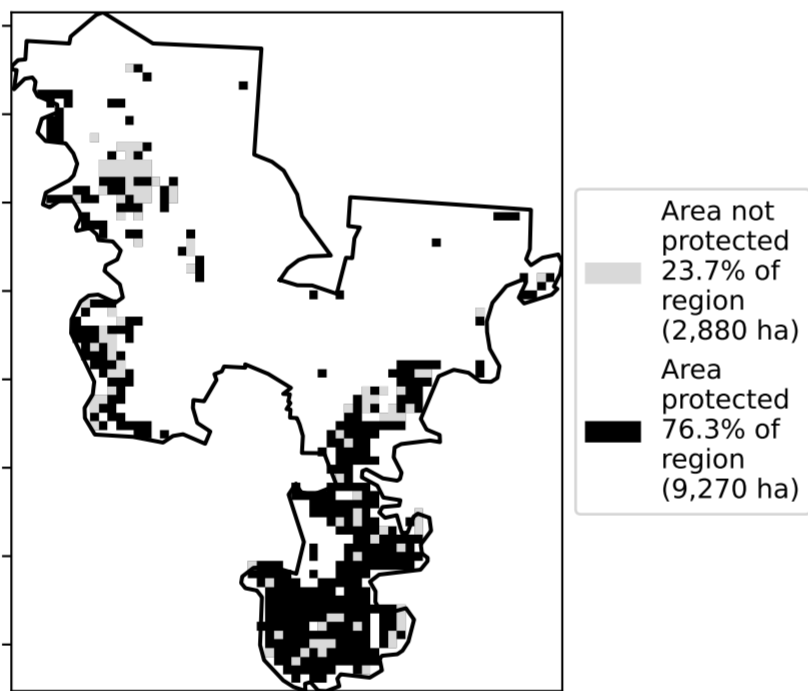 Area not
protected
23.7% of
region
(2,880 ha)
Area
protected
76.3% of
region
(9,270 ha)